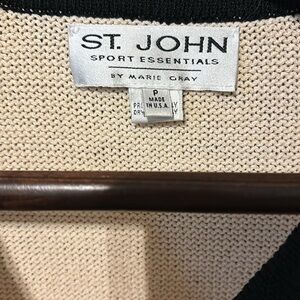 ST. JOHN
SPORT ESSENTIALS
BY MARIE GRAY
P
MADE
IN U.S.A.